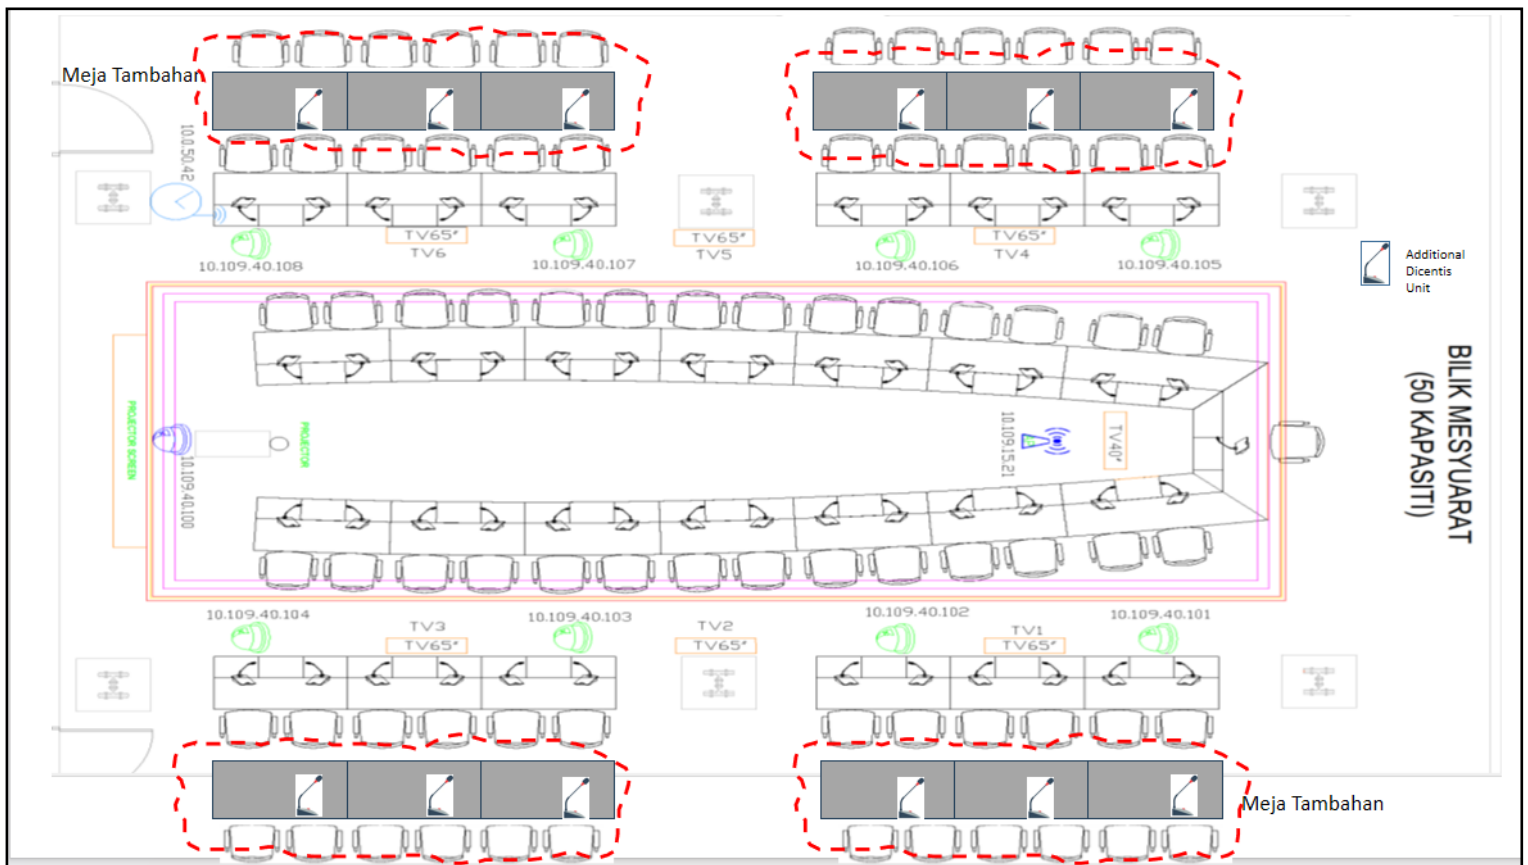 Meja Tambahan
10.0.50.42
TV65"
TV6
TV65"
TV5
TV65"
TV4
10.109.40.108
10.109.40.107
10.109.40.106
10.109.40.105
Additional
Dicentis
Unit
BILIK MESYUARAT
(50 KAPASITI)
PROJECTOR SCREEN
10.109.40.100
PROJECTOR
10.109.15.21
TV40"
10.109.40.104
10.109.40.103
10.109.40.102
10.109.40.101
TV3
TV65"
TV2
TV65"
TV1
TV65"
Meja Tambahan